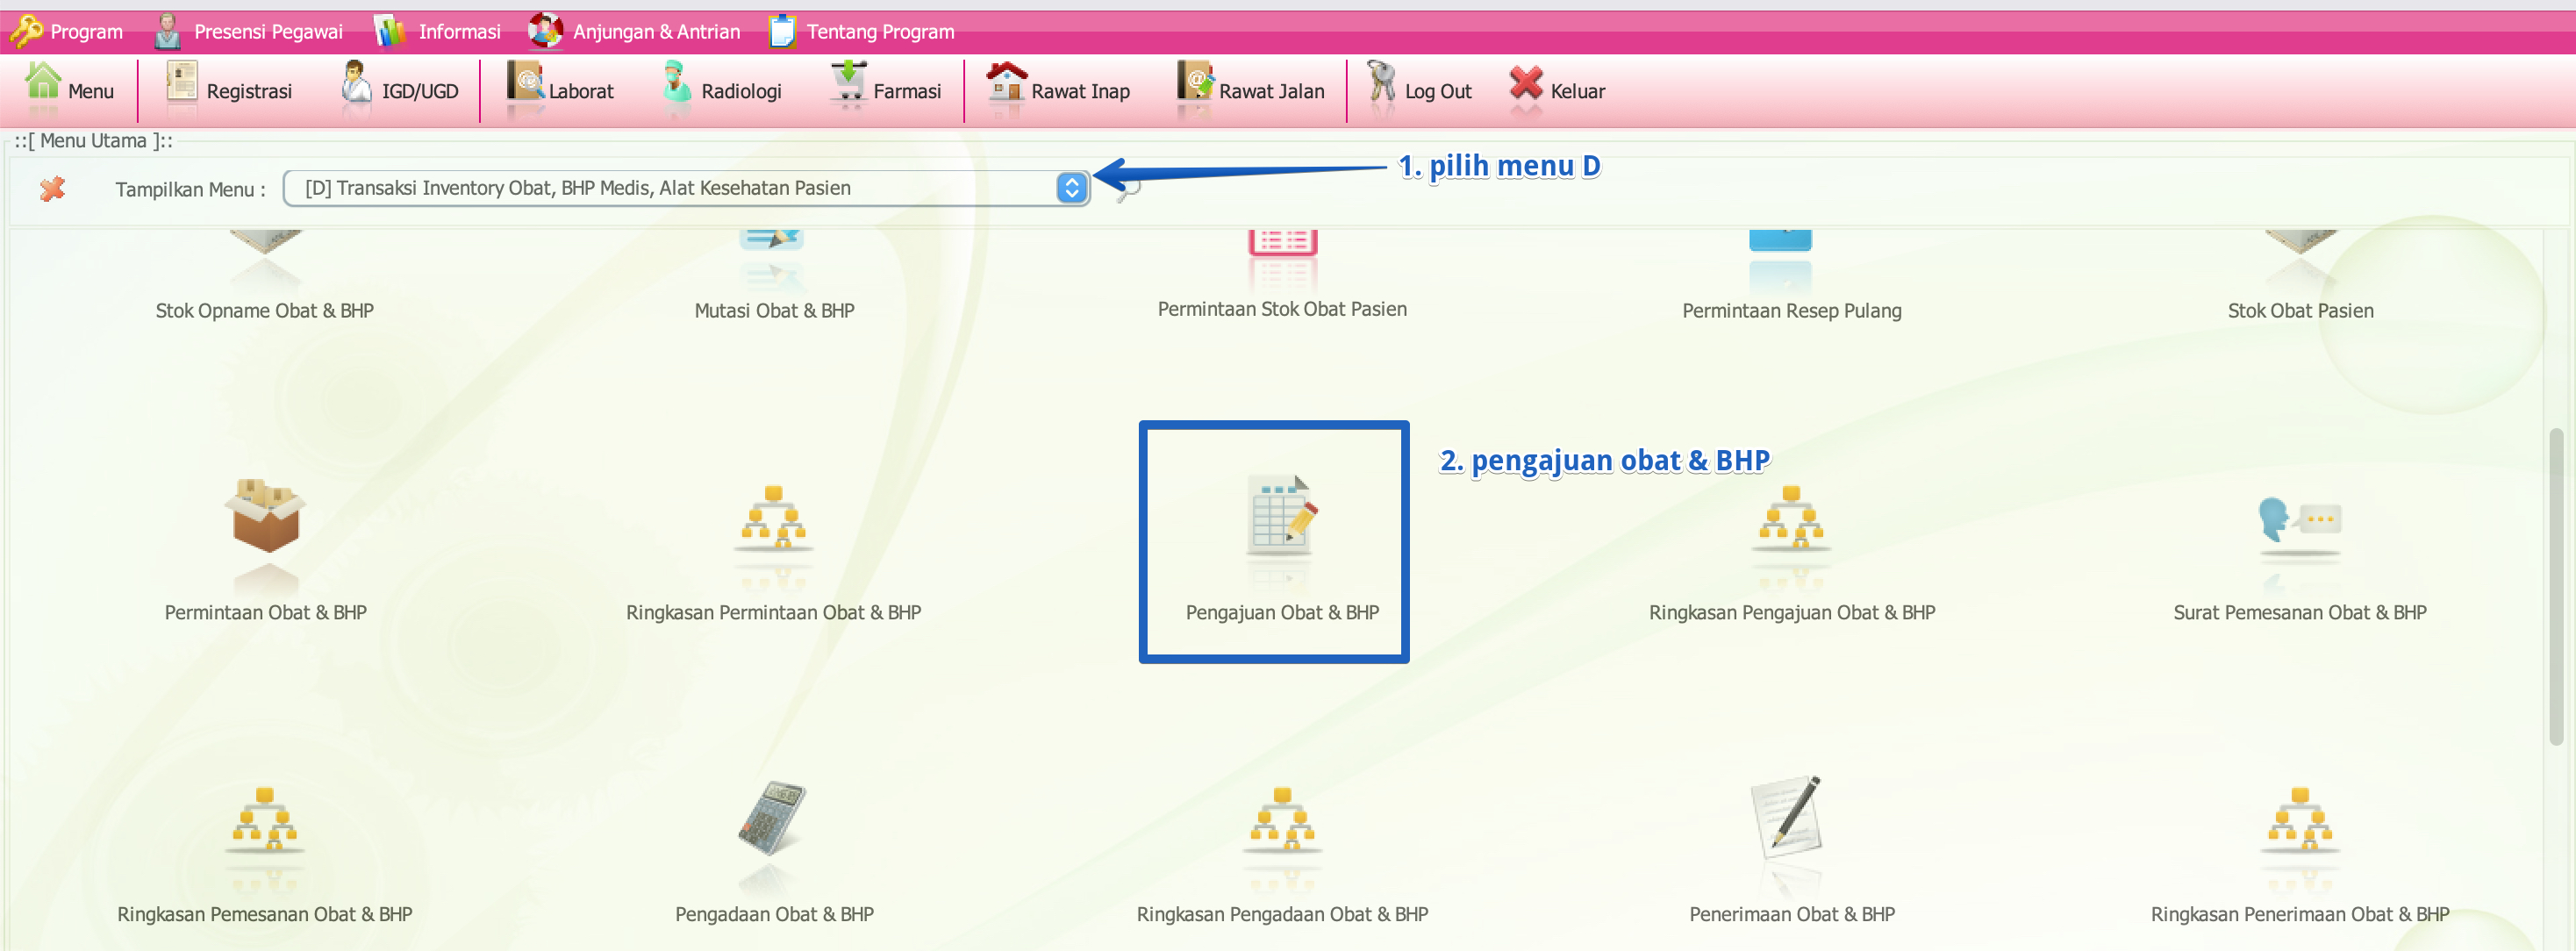 Program Presensi Pegawai Informasi Anjungan & Antrian Tentang Program
Menu Registrasi IGD/UGD Laborat Radiologi Farmasi Rawat Inap Rawat Jalan Log Out Keluar
::[ Menu Utama ]::
1. pilih menu D
Tampilkan Menu : [D] Transaksi Inventory Obat, BHP Medis, Alat Kesehatan Pasien
Stok Opname Obat & BHP Mutasi Obat & BHP Permintaan Stok Obat Pasien Permintaan Resep Pulang Stok Obat Pasien
2. pengajuan obat & BHP
Permintaan Obat & BHP Ringkasan Permintaan Obat & BHP Pengajuan Obat & BHP Ringkasan Pengajuan Obat & BHP Surat Pemesanan Obat & BHP
Ringkasan Pemesanan Obat & BHP Pengadaan Obat & BHP Ringkasan Pengadaan Obat & BHP Penerimaan Obat & BHP Ringkasan Penerimaan Obat & BHP